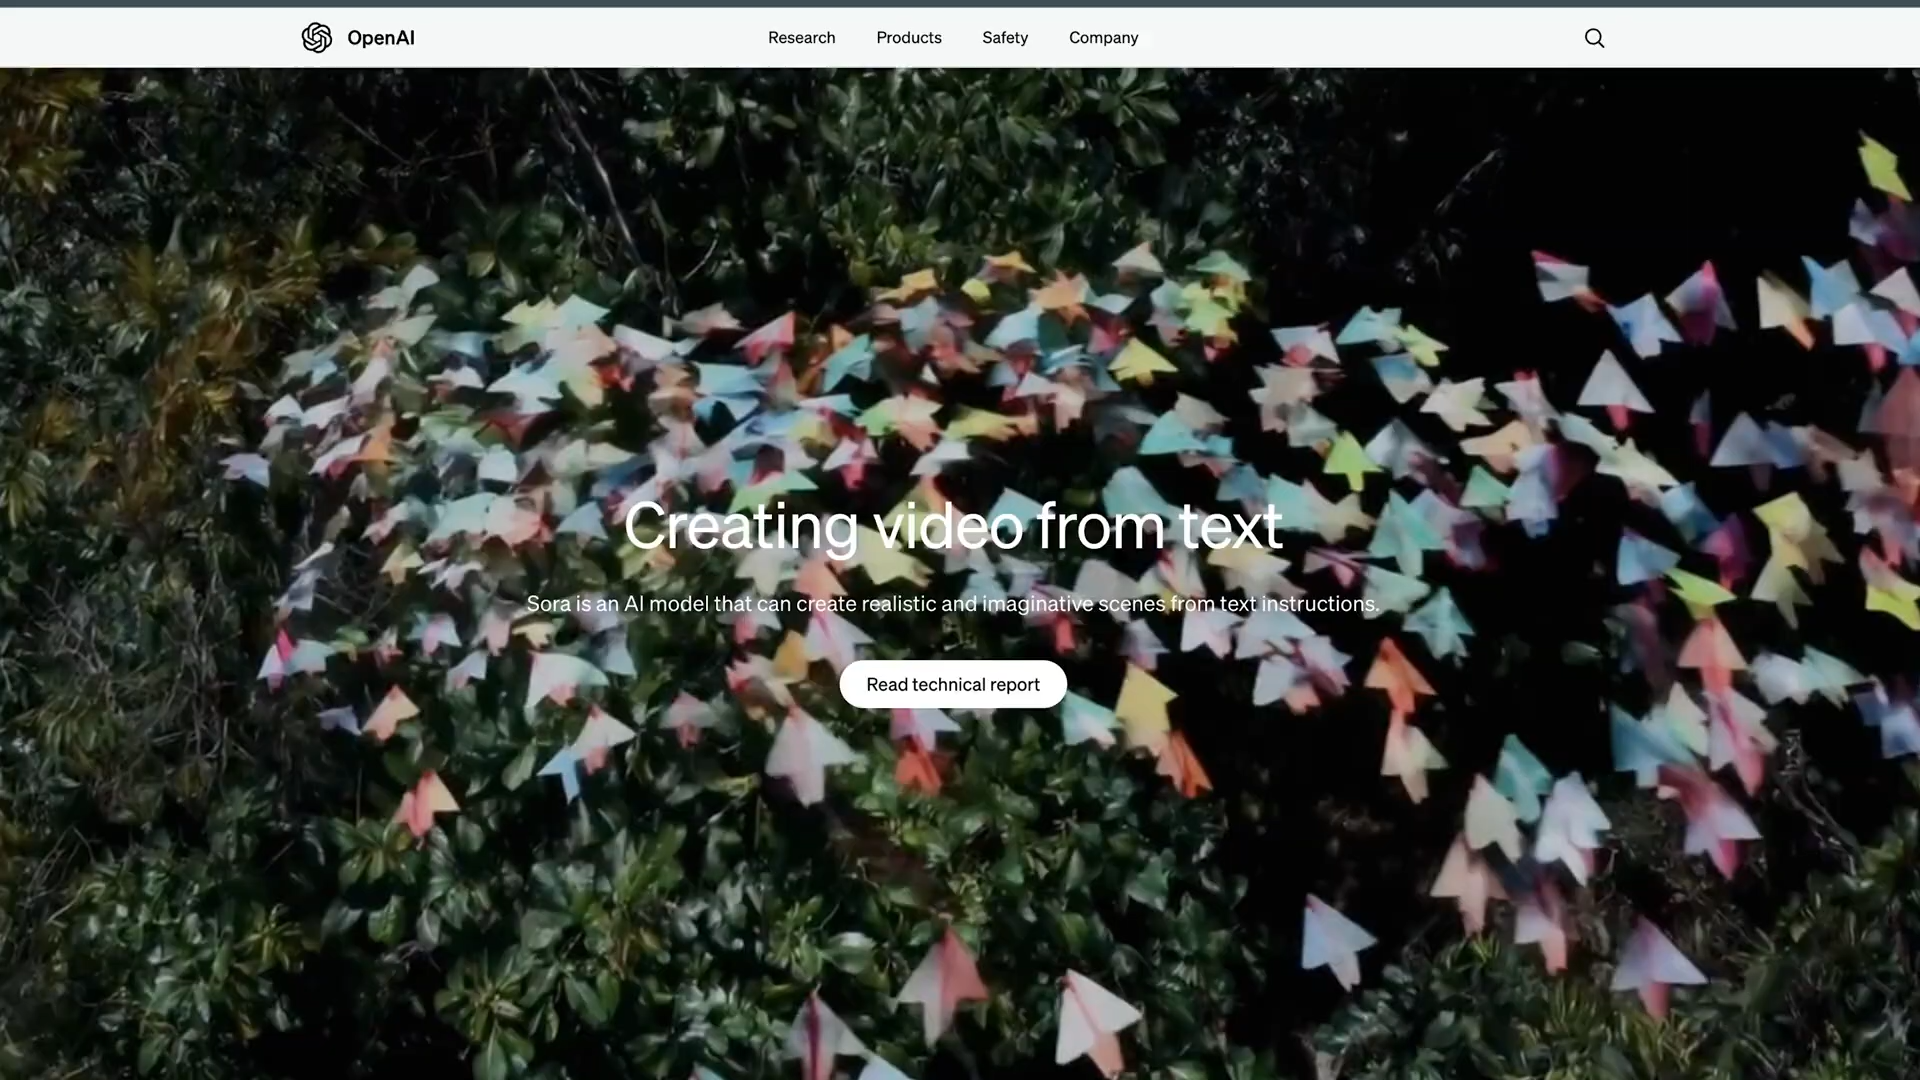 OpenAI
Research Products Safety Company
Creating video from text
Sora is an AI model that can create realistic and imaginative scenes from text instructions.
Read technical report